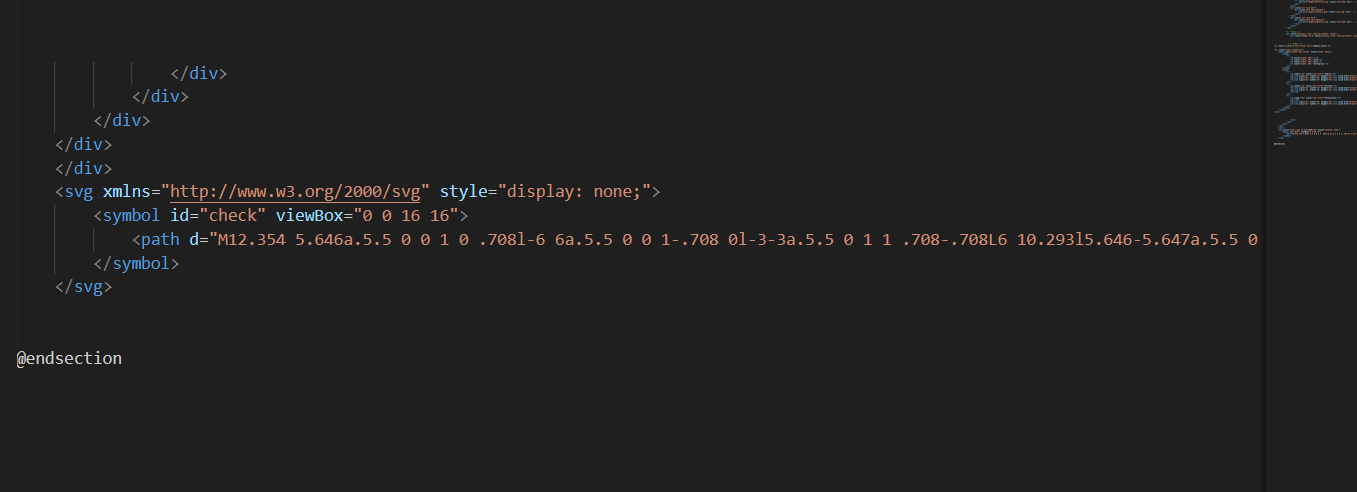 </div>
</div>
</div>
</div>
</div>
<svg xmlns="http://www.w3.org/2000/svg" style="display: none;">
<symbol id="check" viewBox="0 0 16 16">
<path d="M12.354 5.646a.5.5 0 0 1 0 .708l-6 6a.5.5 0 0 1-.708 0l-3-3a.5.5 0 1 1 .708-.708L6 10.293l5.646-5.647a.5.5 0
</symbol>
</svg>
@endsection